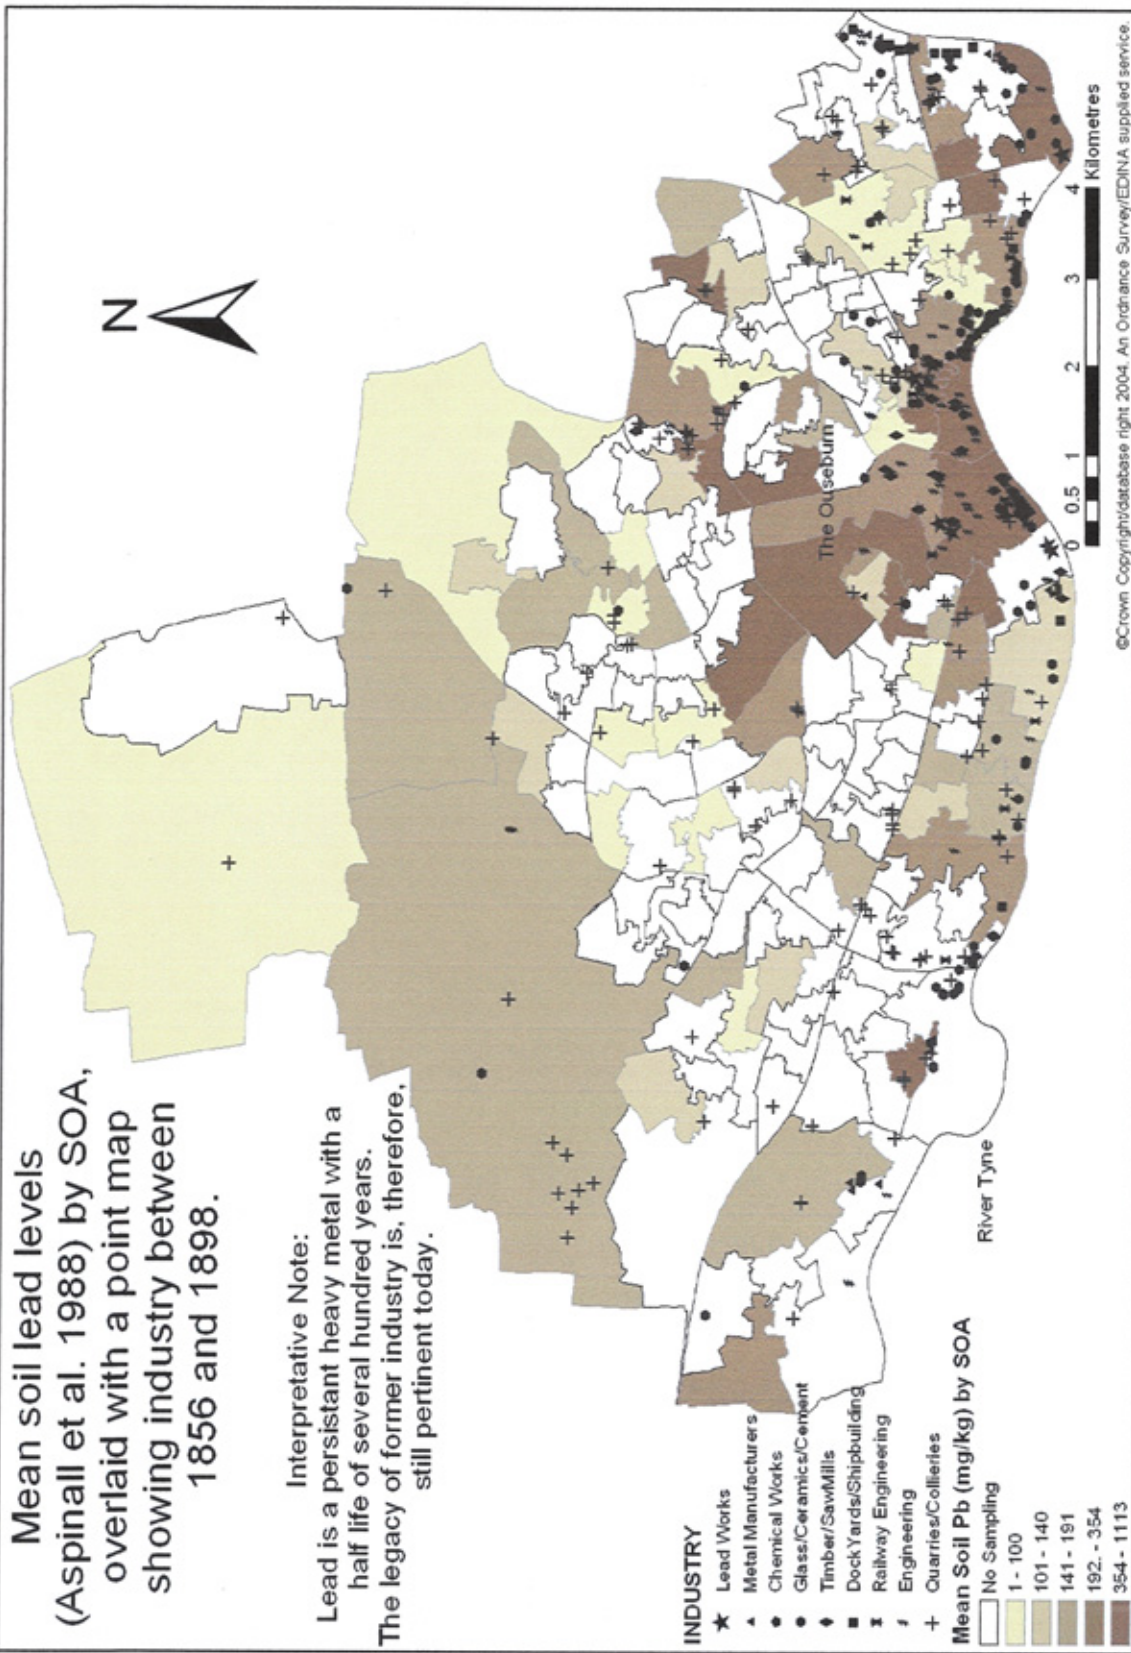 Mean soil lead levels
(Aspinall et al. 1988) by SOA,
overlaid with a point map
showing industry between
1856 and 1898.
Interpretative Note:
Lead is a persistant heavy metal with a
half life of several hundred years.
The legacy of former industry is, therefore,
still pertinent today.
N
INDUSTRY
Lead Works
Metal Manufacturers
Chemical Works
Glass/Ceramics/Cement
Timber/SawMills
DockYards/Shipbuilding
Railway Engineering
Engineering
Quarries/Collieries
Mean Soil Pb (mg/kg) by SOA
No Sampling
1 - 100
101 - 140
141 - 191
192. - 354
354 - 1113
River Tyne
The Ouseburn
0 0.5 1 2 3 4
Kilometres
©Crown Copyright/database right 2004. An Ordnance Survey/EDINA supplied service.